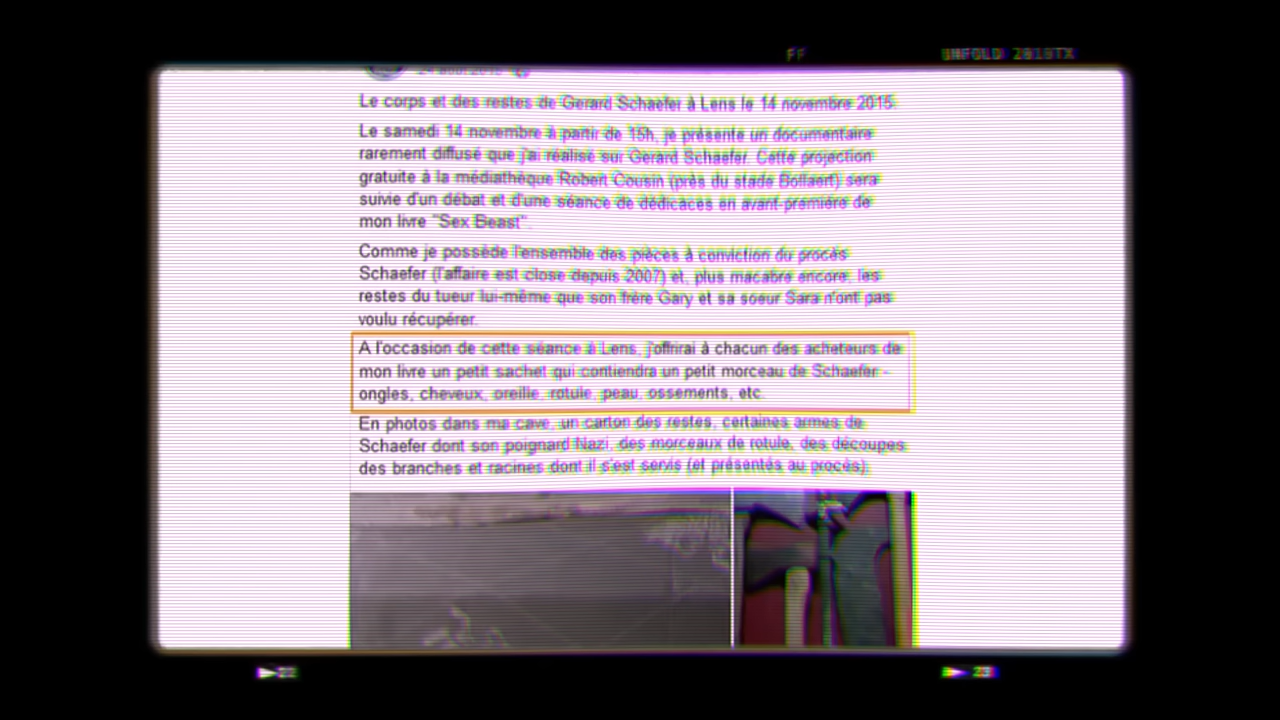 FF
UNFOLD 2019TX
24 août 2015
Le corps et des restes de Gerard Schaefer à Lens le 14 novembre 2015.
Le samedi 14 novembre à partir de 15h, je présente un documentaire
rarement diffusé que j'ai réalisé sur Gerard Schaefer. Cette projection
gratuite à la médiathèque Robert Cousin (près du stade Bollaert) sera
suivie d'un débat et d'une séance de dédicaces en avant-première de
mon livre "Sex Beast".
Comme je possède l'ensemble des pièces à conviction du procès
Schaefer (l'affaire est close depuis 2007) et, plus macabre encore, les
restes du tueur lui-même que son frère Gary et sa soeur Sara n'ont pas
voulu récupérer.
A l'occasion de cette séance à Lens, j'offrirai à chacun des acheteurs de
mon livre un petit sachet qui contiendra un petit morceau de Schaefer -
ongles, cheveux, oreille, rotule, peau, ossements, etc.
En photos dans ma cave, un carton des restes, certaines armes de
Schaefer dont son poignard Nazi, des morceaux de rotule, des découpes
des branches et racines dont il s'est servis (et présentés au procès).